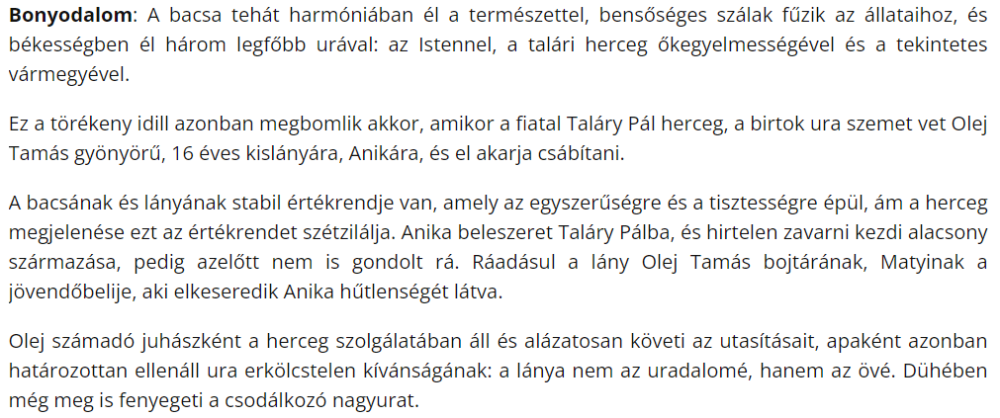 Bonyodalom: A bacsa tehát harmóniában él a természettel, bensőséges szálak fűzik az állataihoz, és
békességben él három legfőbb urával: az Istennel, a talári herceg őkegyelmességével és a tekintetes
vármegyével.
Ez a törékeny idill azonban megbomlik akkor, amikor a fiatal Taláry Pál herceg, a birtok ura szemet vet Olej
Tamás gyönyörű, 16 éves kislányára, Anikára, és el akarja csábítani.
A bacsának és lányának stabil értékrendje van, amely az egyszerűségre és a tisztességre épül, ám a herceg
megjelenése ezt az értékrendet szétzilálja. Anika beleszeret Taláry Pálba, és hirtelen zavarni kezdi alacsony
származása, pedig azelőtt nem is gondolt rá. Ráadásul a lány Olej Tamás bojtárának, Matyinak a
jövendőbelije, aki elkeseredik Anika hűtlenségét látva.
Olej számadó juhászként a herceg szolgálatában áll és alázatosan követi az utasításait, apaként azonban
határozottan ellenáll ura erkölcstelen kívánságának: a lánya nem az uradalomé, hanem az övé. Dühében
még meg is fenyegeti a csodálkozó nagyurat.